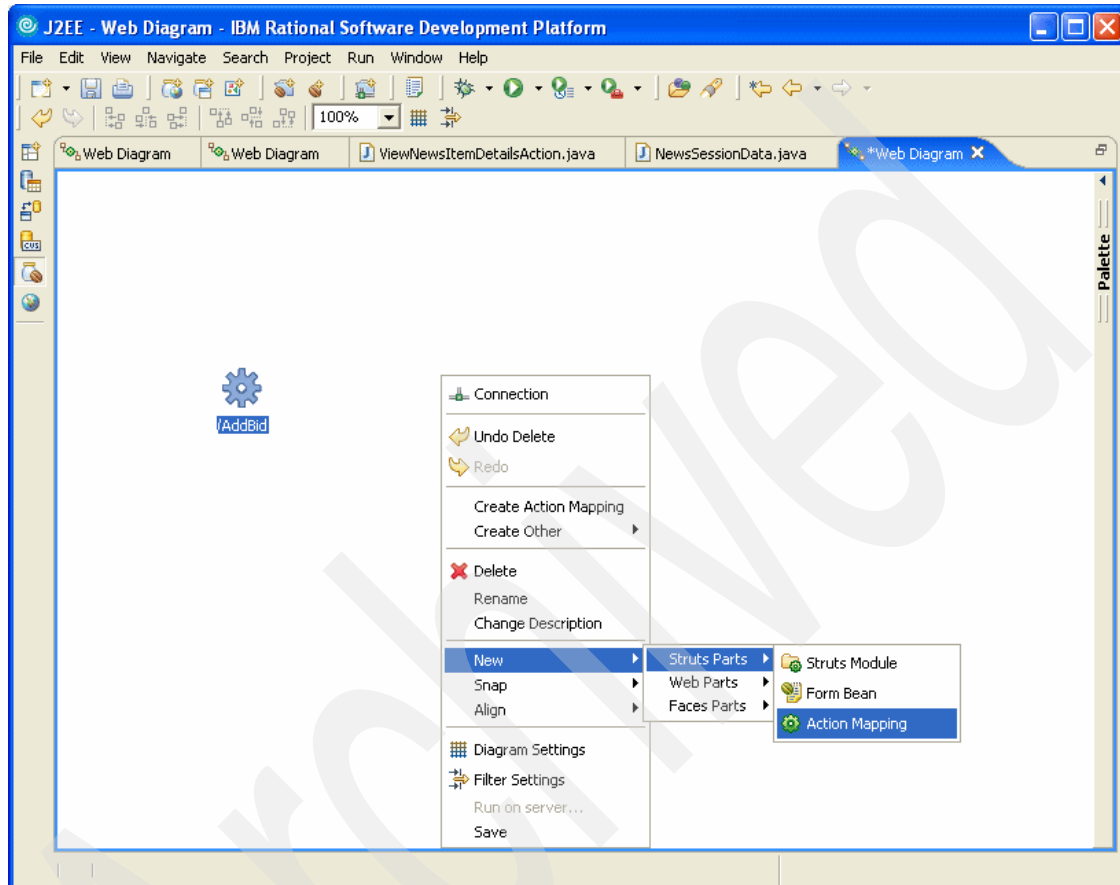 J2EE - Web Diagram - IBM Rational Software Development Platform
File Edit View Navigate Search Project Run Window Help
100%
Web Diagram Web Diagram ViewNewsItemDetailsAction.java NewsSessionData.java *Web Diagram
CVS
Palette
/AddBid
Connection
Undo Delete
Redo
Create Action Mapping
Create Other
Delete
Rename
Change Description
New
Snap
Align
Diagram Settings
Filter Settings
Run on server...
Save
Struts Parts
Web Parts
Faces Parts
Struts Module
Form Bean
Action Mapping
Archived